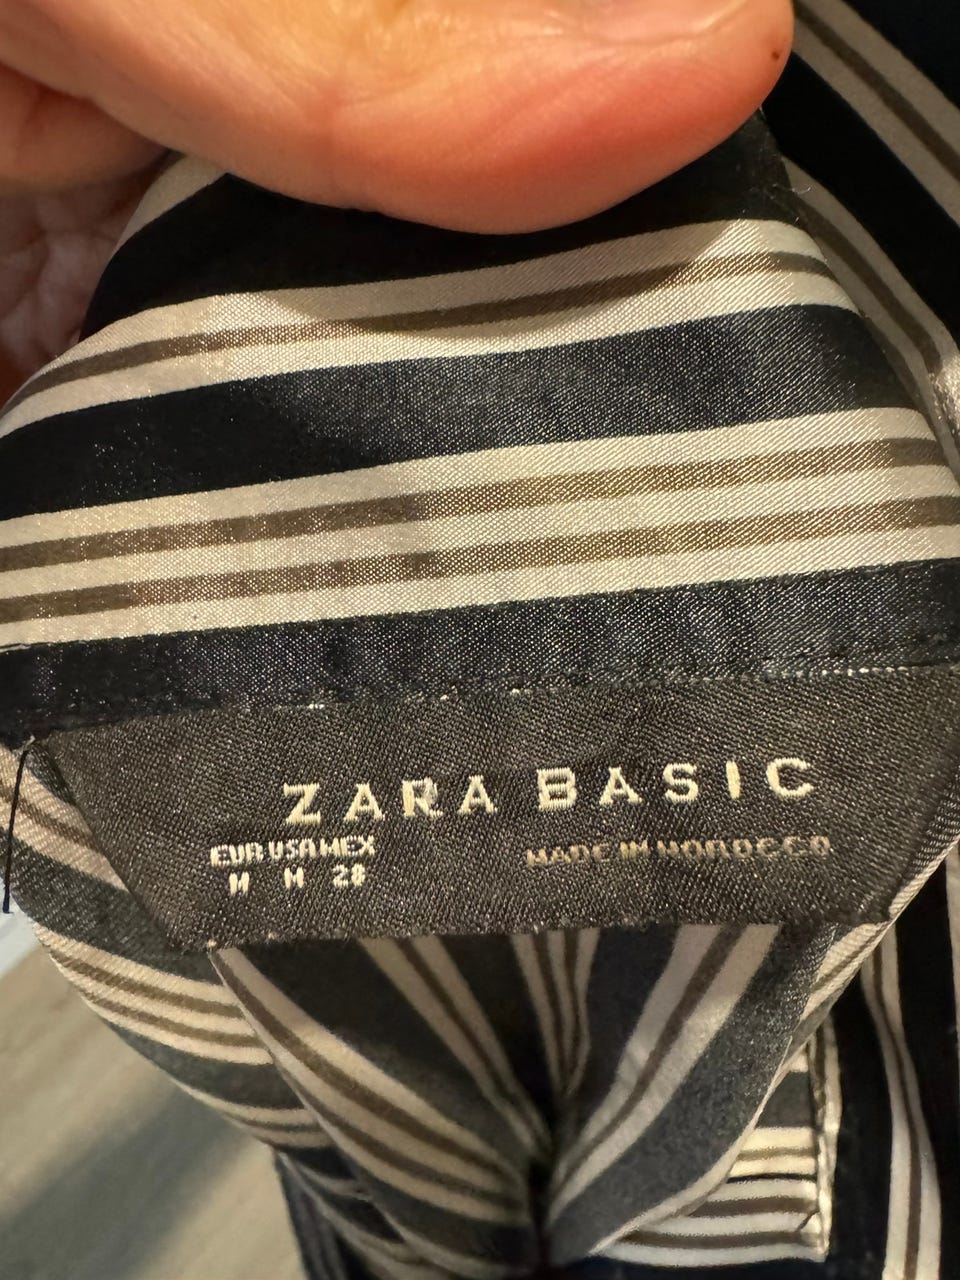 ZARA BASIC
EUR USA MEX
M M 28
MADE IN MOROCCO